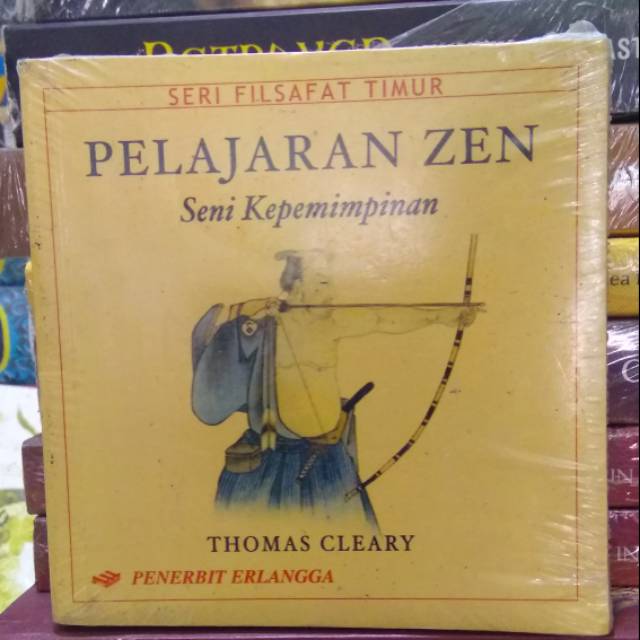 SERI FILSAFAT TIMUR
PELAJARAN ZEN
Seni Kepemimpinan
THOMAS CLEARY
PENERBIT ERLANGGA